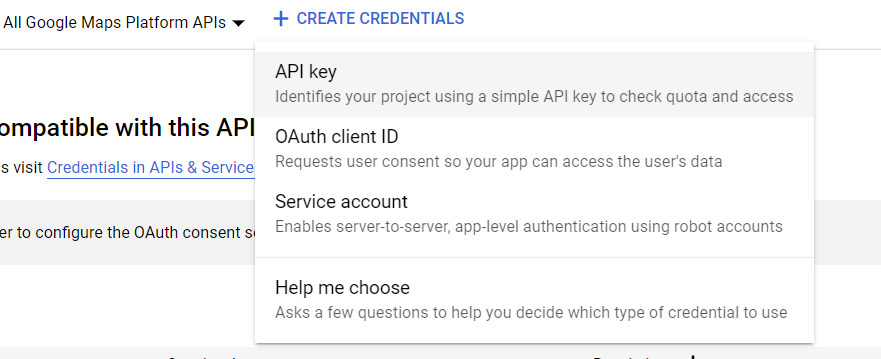 All Google Maps Platform APIs
+ CREATE CREDENTIALS
API key
Identifies your project using a simple API key to check quota and access
ompatible with this API
OAuth client ID
Requests user consent so your app can access the user's data
s visit Credentials in APIs & Service
Service account
Enables server-to-server, app-level authentication using robot accounts
er to configure the OAuth consent
Help me choose
Asks a few questions to help you decide which type of credential to use